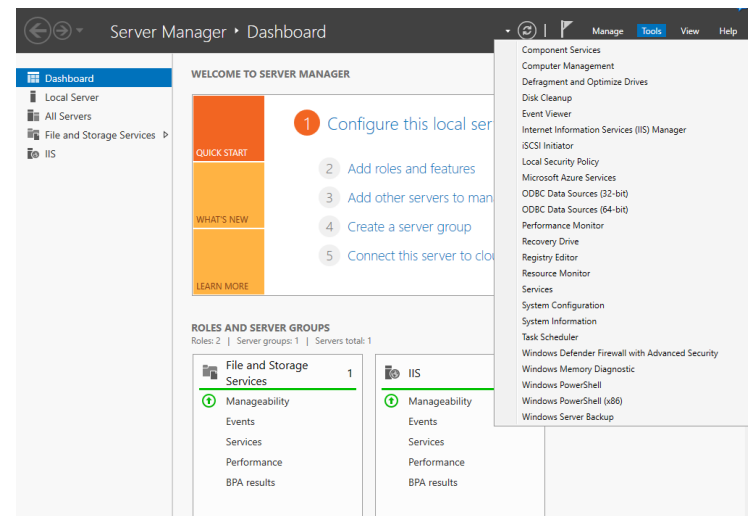 Server Manager ‣ Dashboard
Manage Tools View Help
Dashboard
Local Server
All Servers
File and Storage Services
IIS
WELCOME TO SERVER MANAGER
QUICK START
WHAT'S NEW
LEARN MORE
1 Configure this local ser
2 Add roles and features
3 Add other servers to man
4 Create a server group
5 Connect this server to clou
ROLES AND SERVER GROUPS
Roles: 2 | Server groups: 1 | Servers total: 1
File and Storage
Services
1
Manageability
Events
Services
Performance
BPA results
IIS
Manageability
Events
Services
Performance
BPA results
Component Services
Computer Management
Defragment and Optimize Drives
Disk Cleanup
Event Viewer
Internet Information Services (IIS) Manager
iSCSI Initiator
Local Security Policy
Microsoft Azure Services
ODBC Data Sources (32-bit)
ODBC Data Sources (64-bit)
Performance Monitor
Recovery Drive
Registry Editor
Resource Monitor
Services
System Configuration
System Information
Task Scheduler
Windows Defender Firewall with Advanced Security
Windows Memory Diagnostic
Windows PowerShell
Windows PowerShell (x86)
Windows Server Backup